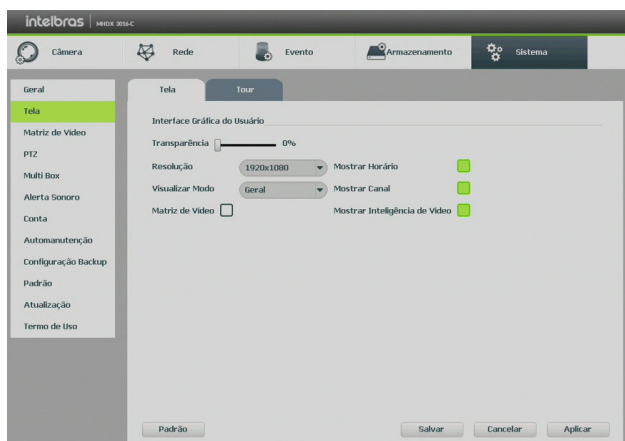 intelbras MHDX 3016-C
Câmera Rede Evento Armazenamento Sistema
Geral
Tela
Matriz de Vídeo
PTZ
Multi Box
Alerta Sonoro
Conta
Automanutenção
Configuração Backup
Padrão
Atualização
Termo de Uso
Tela Tour
Interface Gráfica do Usuário
Transparência 0%
Resolução 1920x1080 Mostrar Horário
Visualizar Modo Geral Mostrar Canal
Matriz de Vídeo Mostrar Inteligência de Vídeo
Padrão Salvar Cancelar Aplicar